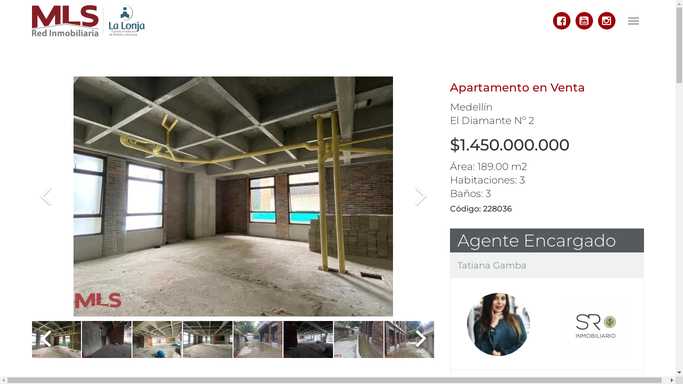 MLS
Red Inmobiliaria
La Lonja
Apartamento en Venta
Medellín
El Diamante Nº 2
$1.450.000.000
Área: 189.00 m2
Habitaciones: 3
Baños: 3
Código: 228036
MLS
Agente Encargado
Tatiana Gamba
SR
INMOBILIARIO